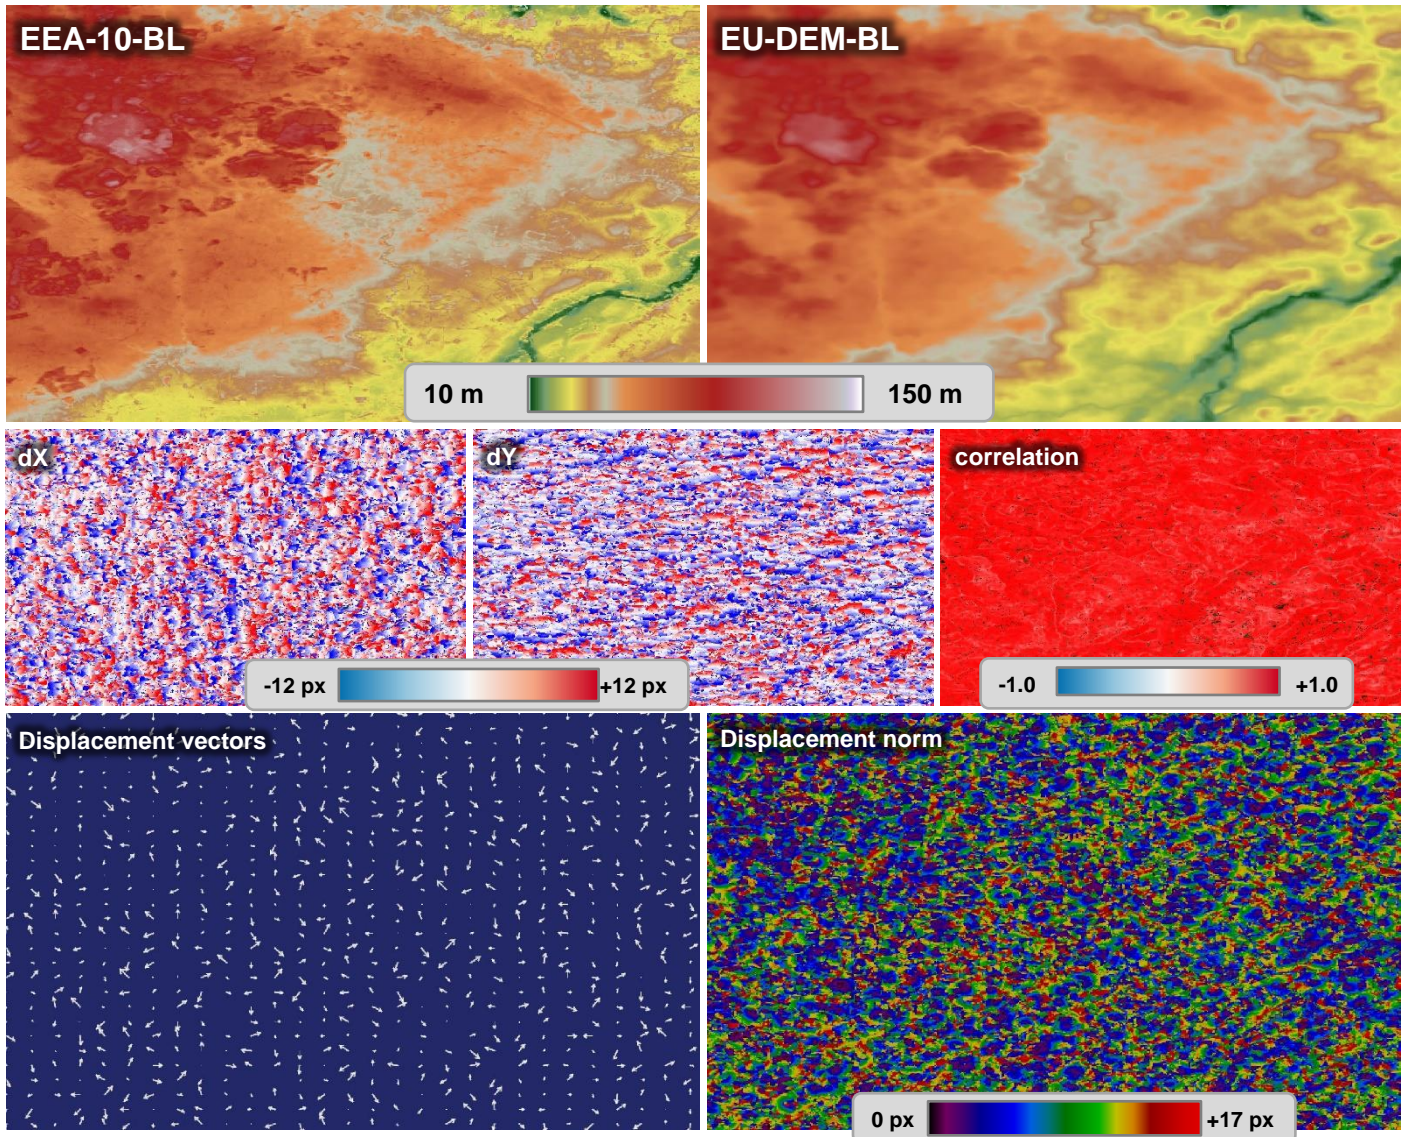 EEA-10-BL
EU-DEM-BL
10 m
150 m
dX
dY
correlation
-12 px
+12 px
-1.0
+1.0
Displacement vectors
Displacement norm
0 px
+17 px